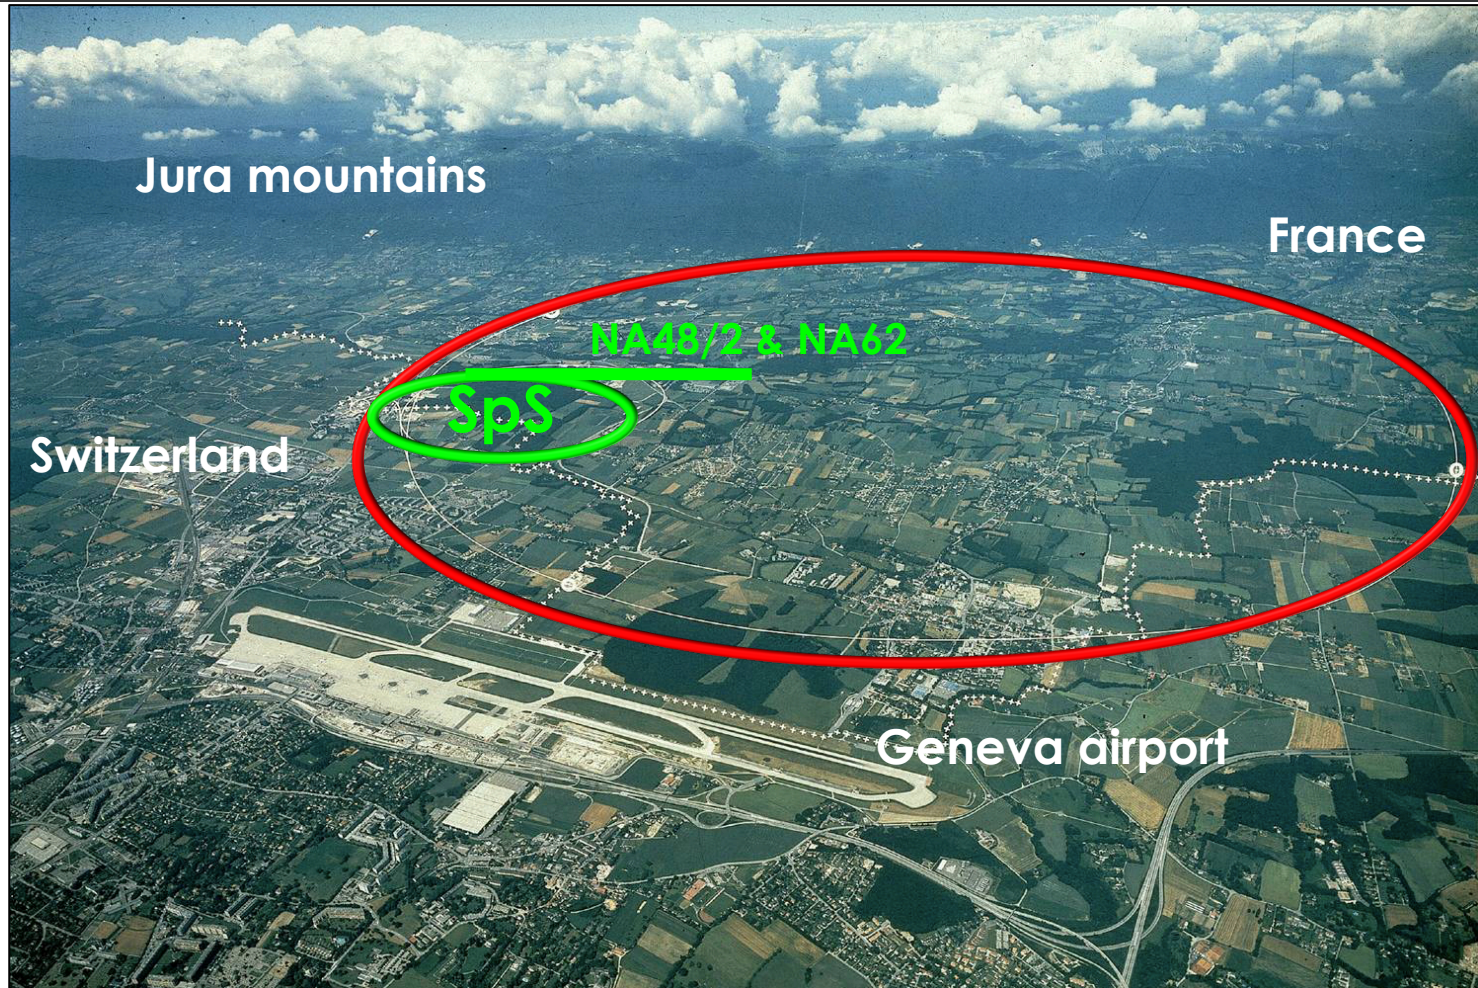 Jura mountains
France
NA48/2 & NA62
SpS
Switzerland
Geneva airport